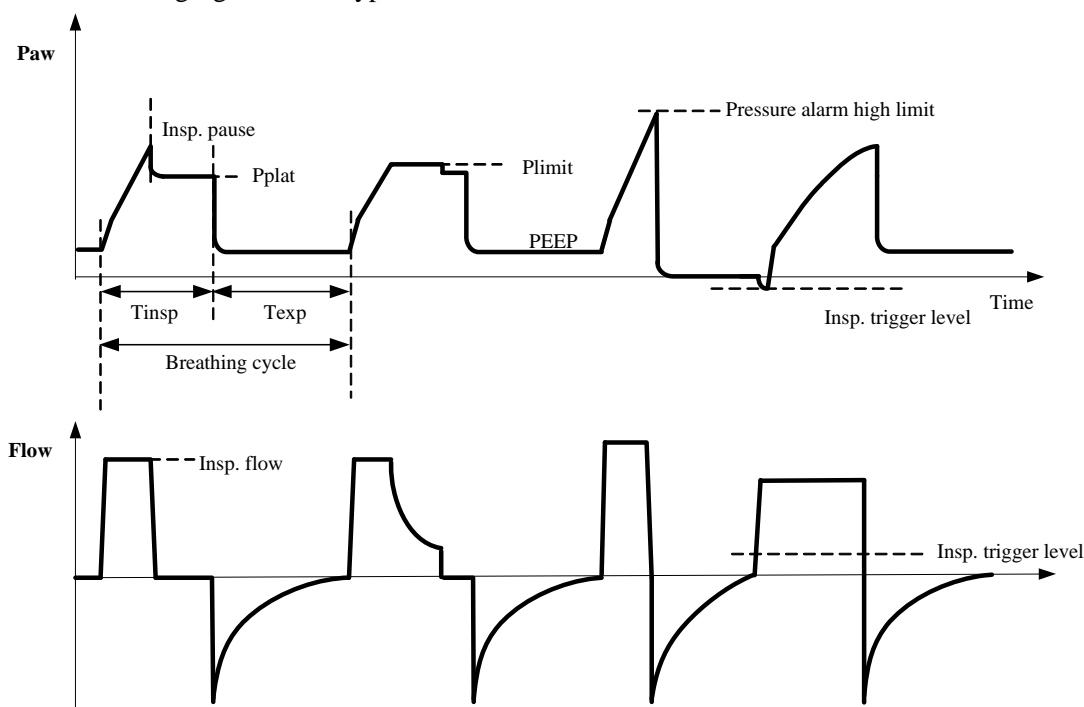 Paw
Pressure alarm high limit
Insp. pause
Plimit
Pplat
PEEP
Time
Tinsp
Texp
Insp. trigger level
Breathing cycle
Flow
Insp. flow
Insp. trigger level